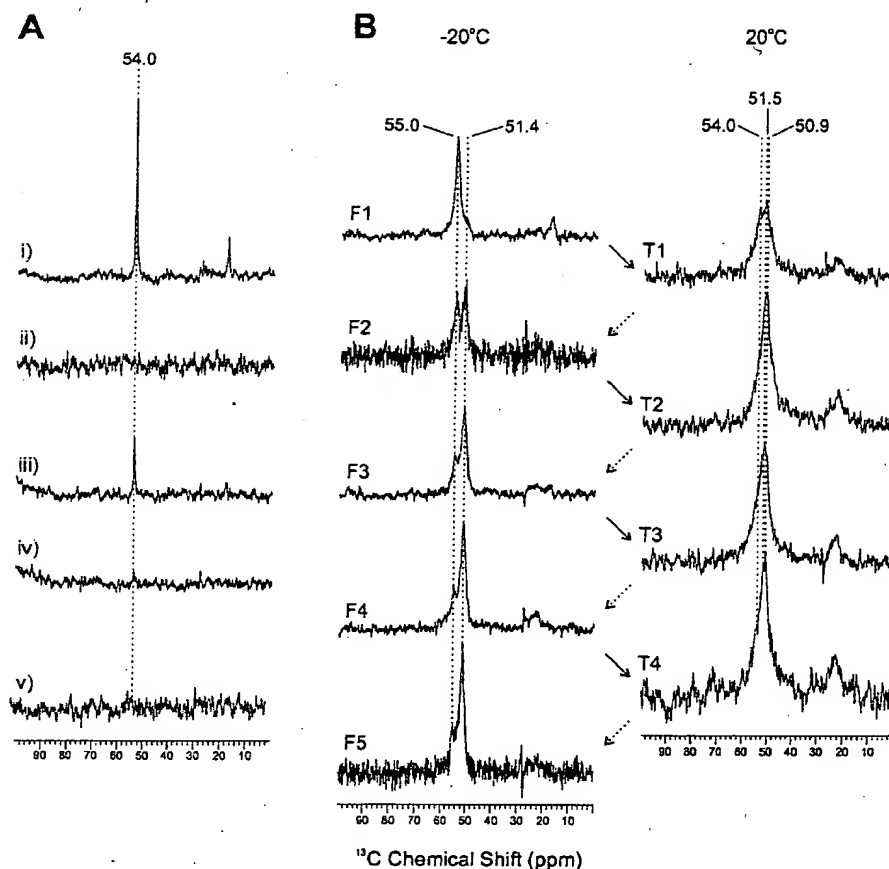 A
54.0
i)
ii)
iii)
iv)
v)
90 80 70 60 50 40 30 20 10
B
-20°C
20°C
55.0
51.4
51.5
54.0
50.9
F1
T1
F2
T2
F3
T3
F4
T4
F5
90 80 70 60 50 40 30 20 10
90 80 70 60 50 40 30 20 10
¹³C Chemical Shift (ppm)